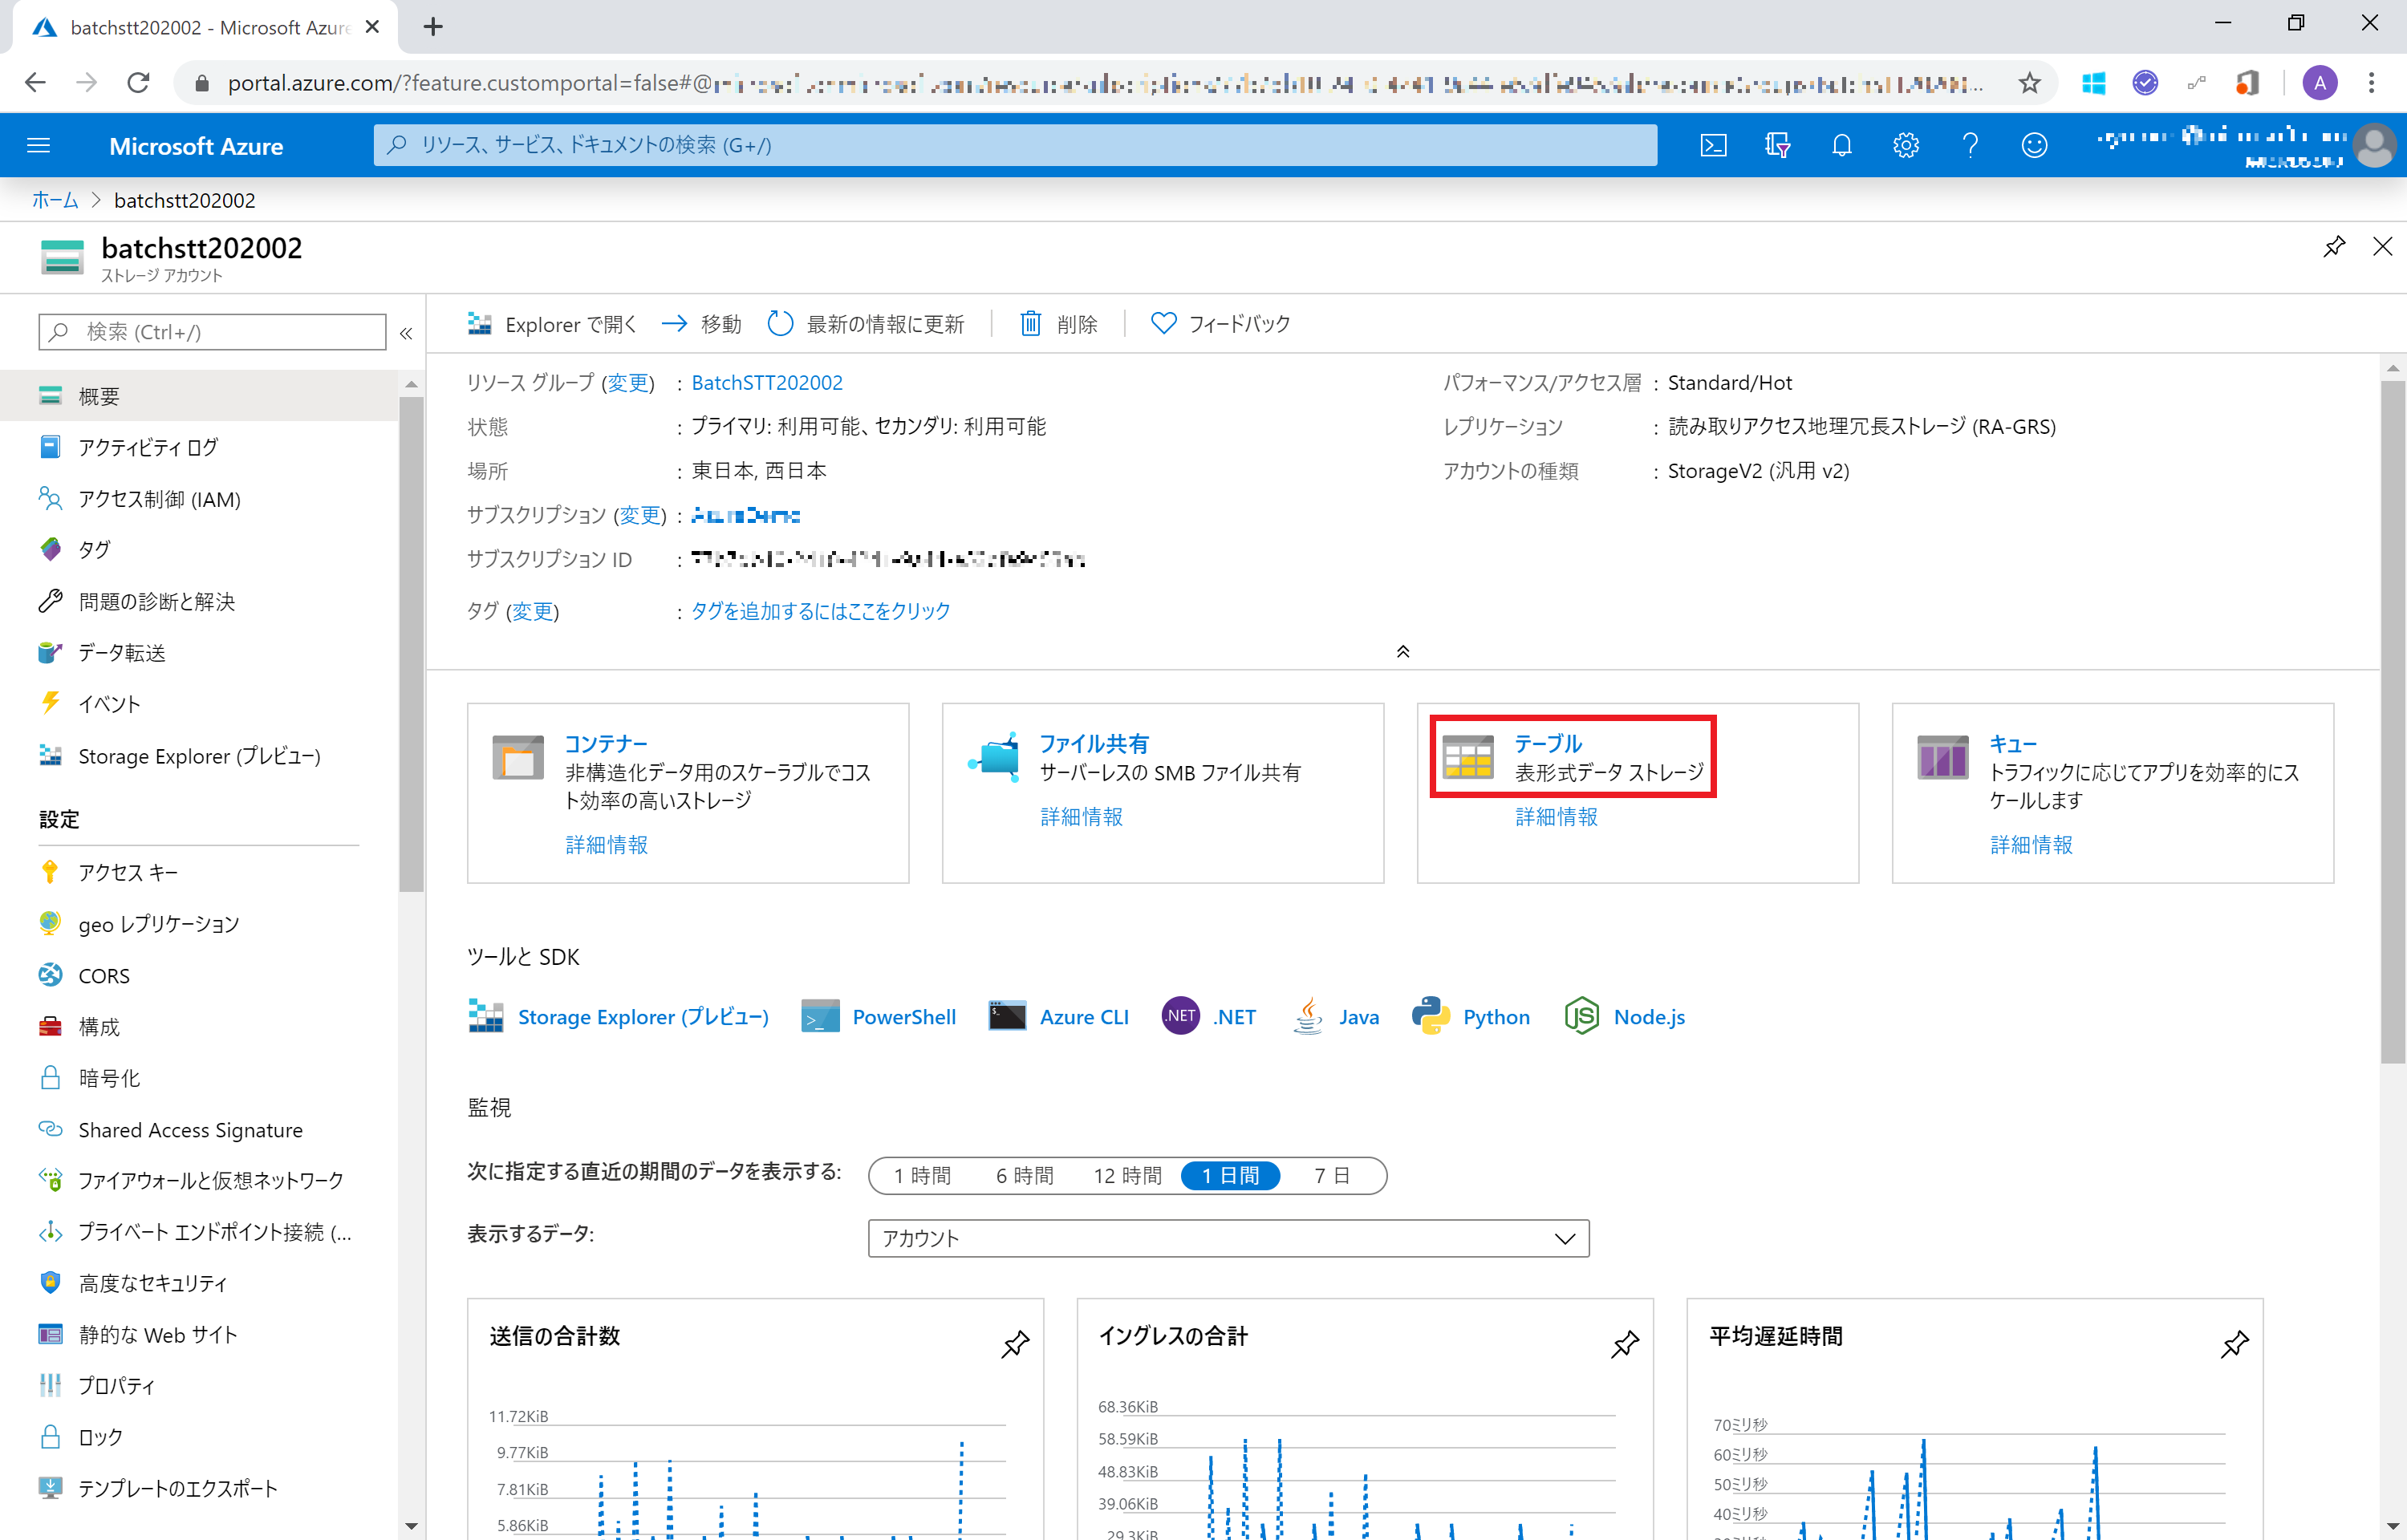 batchstt202002 - Microsoft Azure
portal.azure.com/?feature.customportal=false#@
A
Microsoft Azure
リソース、サービス、ドキュメントの検索 (G+/)
ホーム > batchstt202002
batchstt202002
ストレージ アカウント
検索 (Ctrl+/)
概要
アクティビティ ログ
アクセス制御 (IAM)
タグ
問題の診断と解決
データ転送
イベント
Storage Explorer (プレビュー)
設定
アクセス キー
geo レプリケーション
CORS
構成
暗号化
Shared Access Signature
ファイアウォールと仮想ネットワーク
プライベート エンドポイント接続 (...
高度なセキュリティ
静的な Web サイト
プロパティ
ロック
テンプレートのエクスポート
Explorer で開く 移動 最新の情報に更新 削除 フィードバック
リソース グループ (変更) : BatchSTT202002
状態 : プライマリ: 利用可能、セカンダリ: 利用可能
場所 : 東日本, 西日本
サブスクリプション (変更) :
サブスクリプション ID :
タグ (変更) : タグを追加するにはここをクリック
パフォーマンス/アクセス層 : Standard/Hot
レプリケーション : 読み取りアクセス地理冗長ストレージ (RA-GRS)
アカウントの種類 : StorageV2 (汎用 v2)
コンテナー
非構造化データ用のスケーラブルでコス
ト効率の高いストレージ
詳細情報
ファイル共有
サーバーレスの SMB ファイル共有
詳細情報
テーブル
表形式データ ストレージ
詳細情報
キュー
トラフィックに応じてアプリを効率的にス
ケールします
詳細情報
ツールと SDK
Storage Explorer (プレビュー) PowerShell Azure CLI .NET .NET Java Python Node.js
監視
次に指定する直近の期間のデータを表示する: 1 時間 6 時間 12 時間 1 日間 7 日
表示するデータ: アカウント
送信の合計数
11.72KiB
9.77KiB
7.81KiB
5.86KiB
イングレスの合計
68.36KiB
58.59KiB
48.83KiB
39.06KiB
29.3KiB
平均遅延時間
70ミリ秒
60ミリ秒
50ミリ秒
40ミリ秒